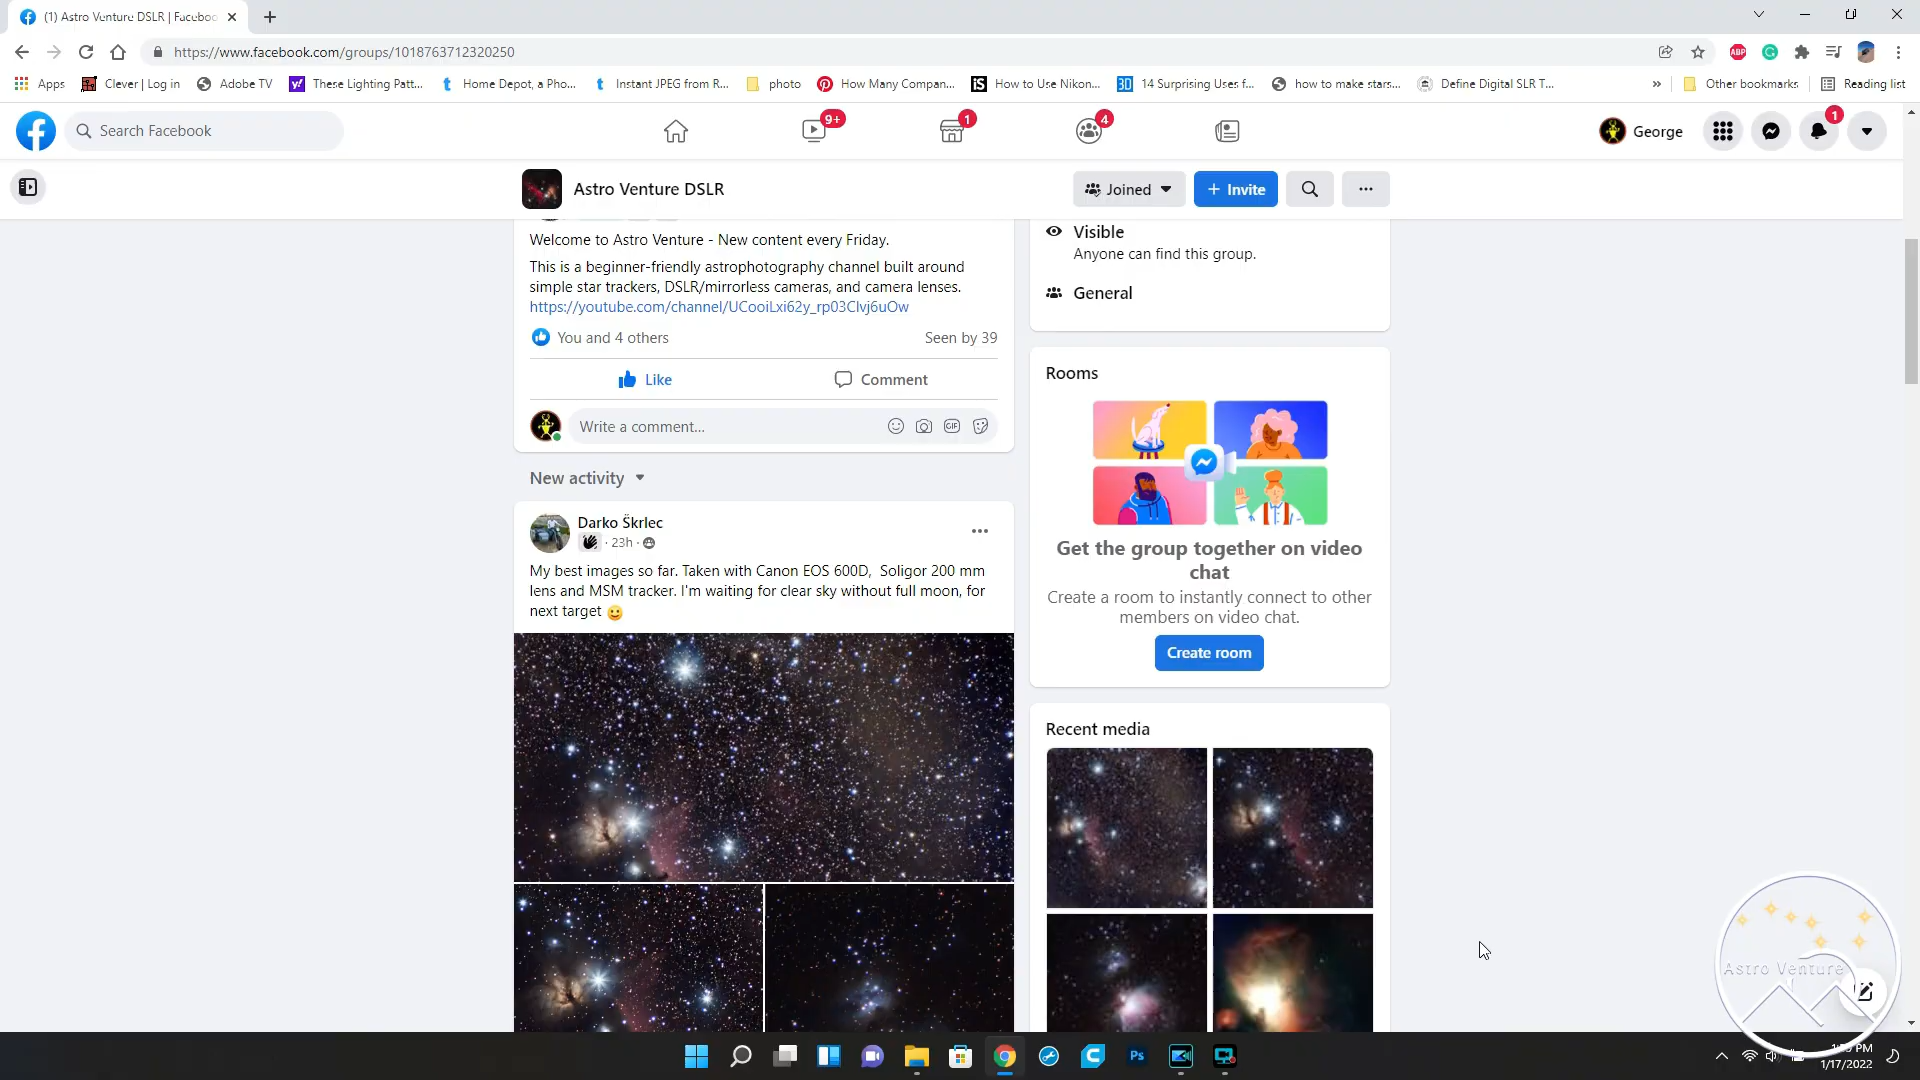 (1) Astro Venture DSLR | Faceboo
https://www.facebook.com/groups/1018763712320250
ABP
Apps
Clever | Log in
Adobe TV
These Lighting Patt...
Home Depot, a Pho...
Instant JPEG from R...
photo
How Many Compan...
iS
How to Use Nikon...
3D
14 Surprising Uses f...
how to make stars...
Define Digital SLR T...
»
Other bookmarks
Reading list
Search Facebook
9+
1
4
George
1
Astro Venture DSLR
Joined
+ Invite
Welcome to Astro Venture - New content every Friday.
This is a beginner-friendly astrophotography channel built around
simple star trackers, DSLR/mirrorless cameras, and camera lenses.
https://youtube.com/channel/UCooiLxi62y_rp03Clvj6uOw
You and 4 others
Seen by 39
Like
Comment
Write a comment...
GIF
New activity
Darko Škrlec
· 23h ·
My best images so far. Taken with Canon EOS 600D, Soligor 200 mm
lens and MSM tracker. I'm waiting for clear sky without full moon, for
next target
Visible
Anyone can find this group.
General
Rooms
Get the group together on video
chat
Create a room to instantly connect to other
members on video chat.
Create room
Recent media
Astro Venture
Ps
PM
1/17/2022